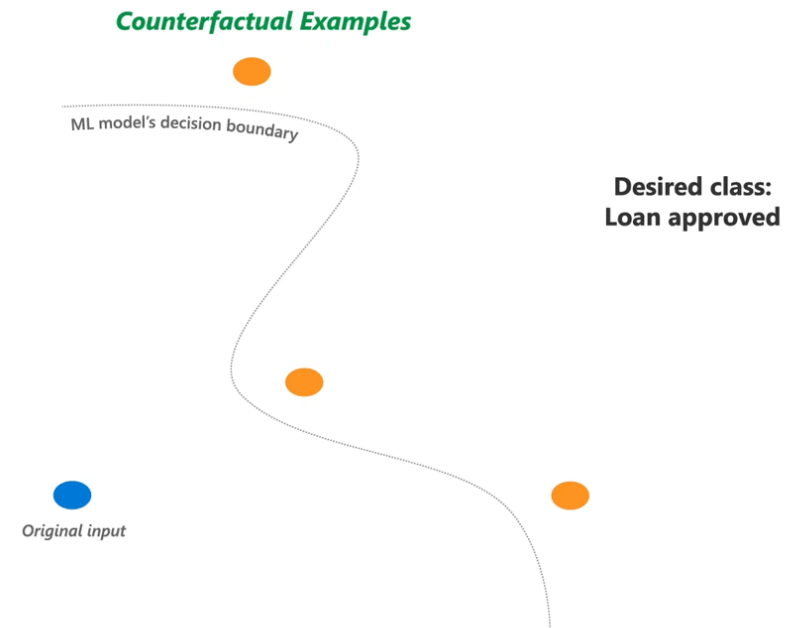 Counterfactual Examples
ML model's decision boundary
Desired class:
Loan approved
Original input